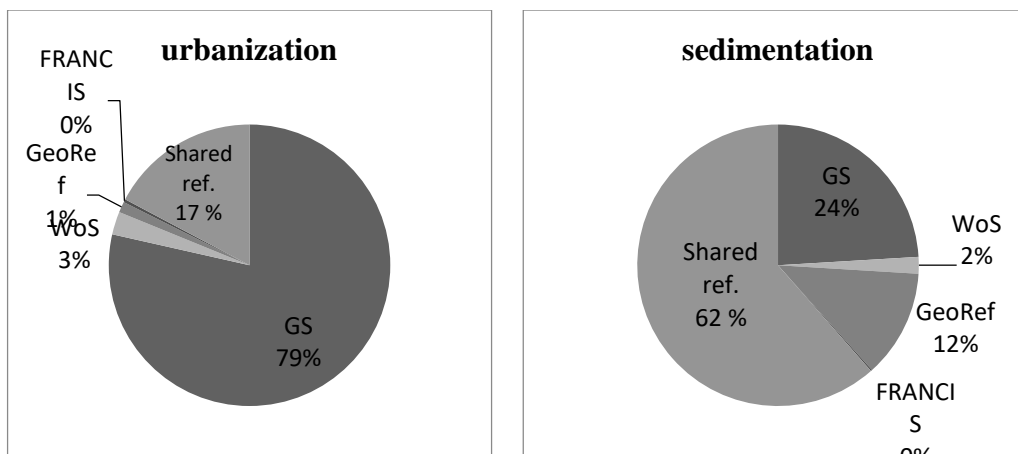 urbanization
FRANC
IS
0%
GeoRe
f
1%
WoS
3%
Shared
ref.
17 %
GS
79%
sedimentation
GS
24%
WoS
2%
GeoRef
12%
FRANCI
S
Shared
ref.
62 %